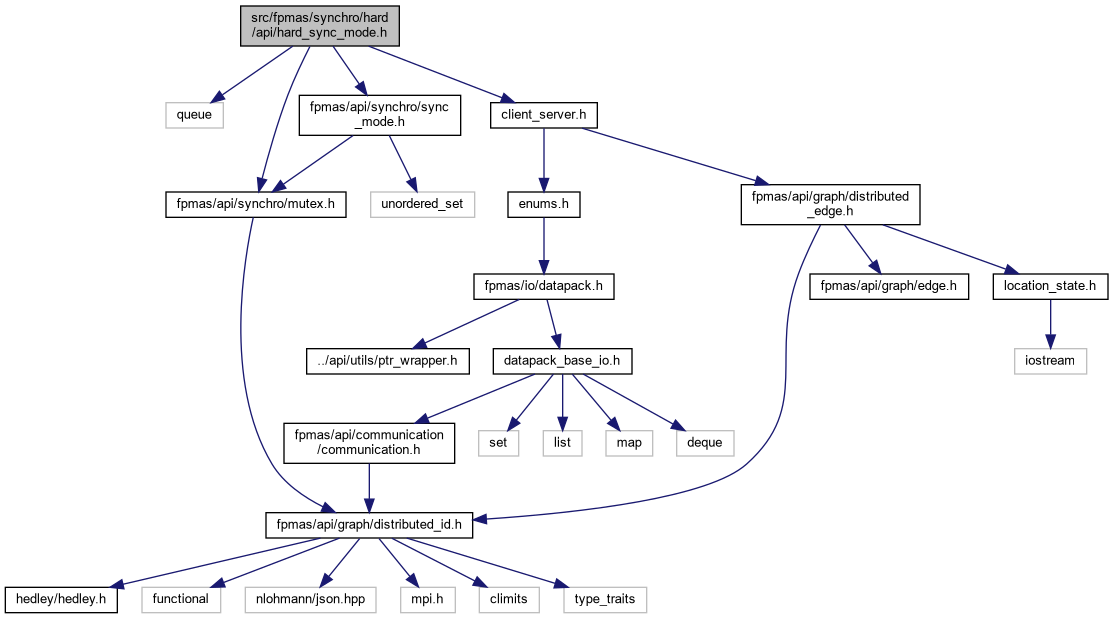 src/fpmas/synchro/hard
/api/hard_sync_mode.h
queue
fpmas/api/synchro/sync
_mode.h
client_server.h
fpmas/api/synchro/mutex.h
unordered_set
enums.h
fpmas/api/graph/distributed
_edge.h
fpmas/io/datapack.h
fpmas/api/graph/edge.h
location_state.h
../api/utils/ptr_wrapper.h
datapack_base_io.h
iostream
fpmas/api/communication
/communication.h
set
list
map
deque
fpmas/api/graph/distributed_id.h
hedley/hedley.h
functional
nlohmann/json.hpp
mpi.h
climits
type_traits